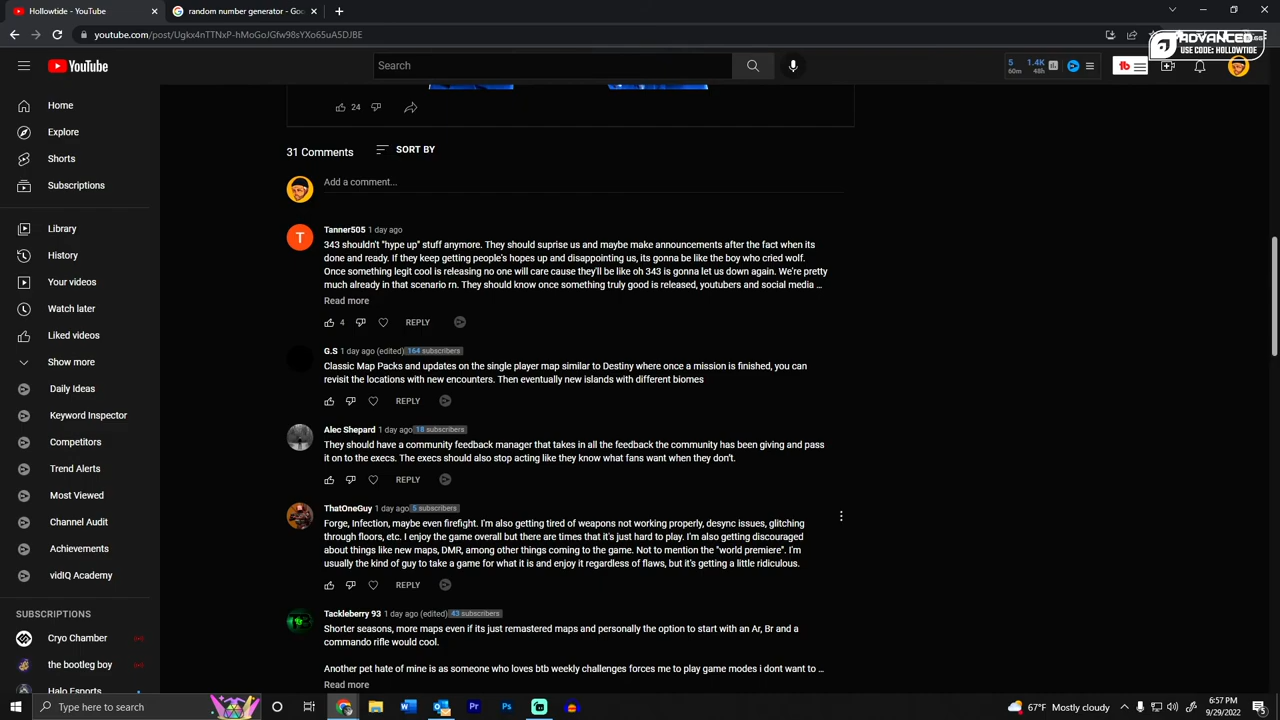 Hollowtide - YouTube
random number generator - Goo
youtube.com/post/Ugkx4nTTNxP-hMoGoJGfw98sYXo65uA5DJBE
ADVANCED.GG
USE CODE: HOLLOWTIDE
YouTube
Search
5
60m
1.4K
48h
tb
Home
Explore
Shorts
Subscriptions
Library
History
Your videos
Watch later
Liked videos
Show more
Daily Ideas
Keyword Inspector
Competitors
Trend Alerts
Most Viewed
Channel Audit
Achievements
vidIQ Academy
SUBSCRIPTIONS
Cryo Chamber
the bootleg boy
Halo Esports
24
31 Comments
SORT BY
Add a comment...
T
Tanner505 1 day ago
343 shouldn't "hype up" stuff anymore. They should suprise us and maybe make announcements after the fact when its
done and ready. If they keep getting people's hopes up and disappointing us, its gonna be like the boy who cried wolf.
Once something legit cool is releasing no one will care cause they'll be like oh 343 is gonna let us down again. We're pretty
much already in that scenario rn. They should know once something truly good is released, youtubers and social media ...
Read more
4 REPLY
G.S 1 day ago (edited) 164 subscribers
Classic Map Packs and updates on the single player map similar to Destiny where once a mission is finished, you can
revisit the locations with new encounters. Then eventually new islands with different biomes
REPLY
Alec Shepard 1 day ago 18 subscribers
They should have a community feedback manager that takes in all the feedback the community has been giving and pass
it on to the execs. The execs should also stop acting like they know what fans want when they don't.
REPLY
ThatOneGuy 1 day ago 5 subscribers
Forge, Infection, maybe even firefight. I'm also getting tired of weapons not working properly, desync issues, glitching
through floors, etc. I enjoy the game overall but there are times that it's just hard to play. I'm also getting discouraged
about things like new maps, DMR, among other things coming to the game. Not to mention the "world premiere". I'm
usually the kind of guy to take a game for what it is and enjoy it regardless of flaws, but it's getting a little ridiculous.
REPLY
Tackleberry 93 1 day ago (edited) 43 subscribers
Shorter seasons, more maps even if its just remastered maps and personally the option to start with an Ar, Br and a
commando rifle would cool.
Another pet hate of mine is as someone who loves btb weekly challenges forces me to play game modes i dont want to ...
Read more
Type here to search
W
Pr
Ps
67°F Mostly cloudy
6:57 PM
9/29/2022